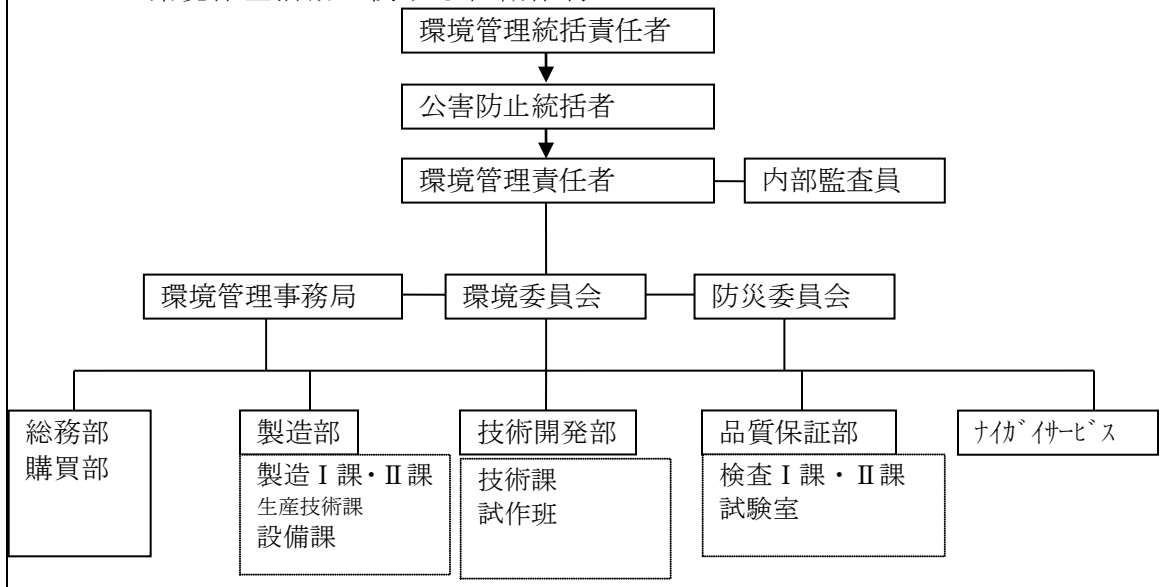 環境管理統括責任者
公害防止統括者
環境管理責任者
内部監査員
環境管理事務局
環境委員会
防災委員会
総務部
購買部
製造部
製造Ⅰ課・Ⅱ課
生産技術課
設備課
技術開発部
技術課
試作班
品質保証部
検査Ⅰ課・Ⅱ課
試験室
ﾅｲｶﾞｲｻｰﾋﾞｽ